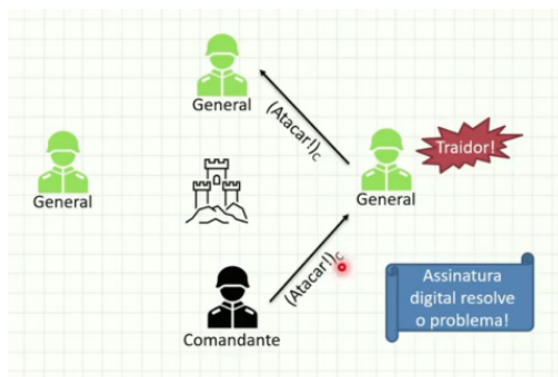 General
(Atacar!)C
Traidor!
General
General
(Atacar!)C
Assinatura
digital resolve
o problema!
Comandante